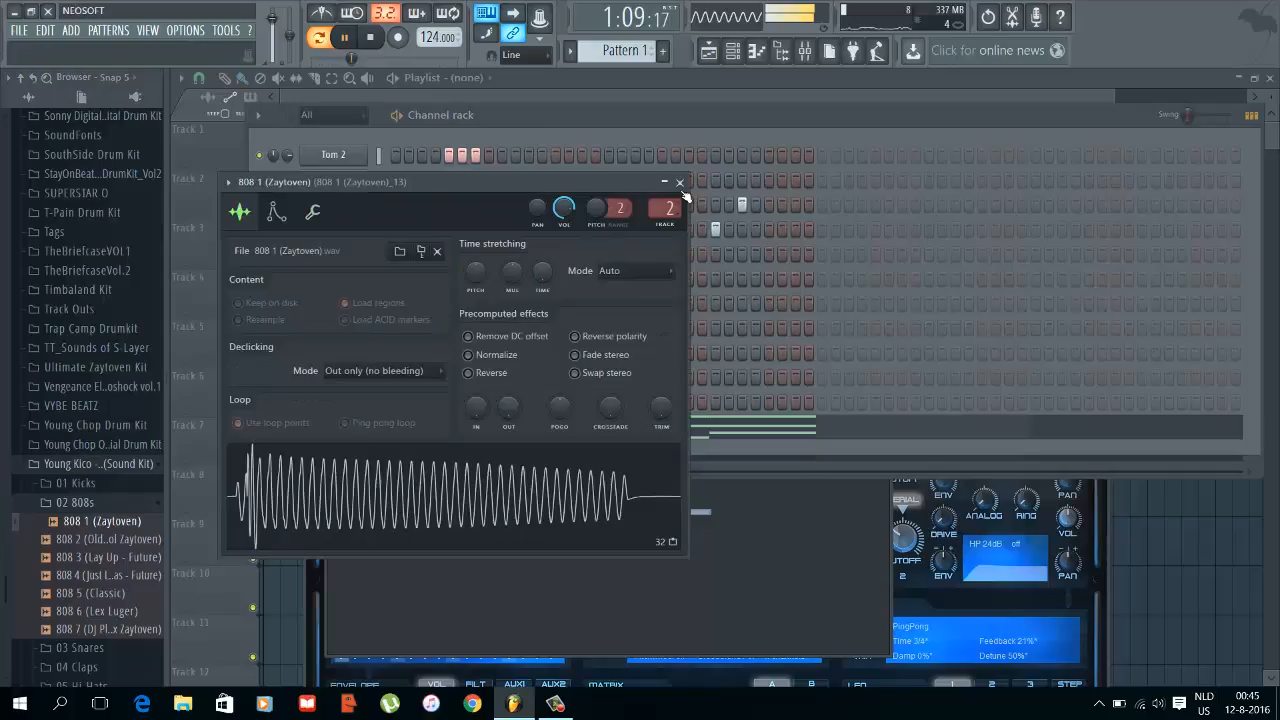 NEOSOFT
FILE EDIT ADD PATTERNS VIEW OPTIONS TOOLS ?
3.2
124.000
1:09:17
Line
Pattern 1
8
337 MB
4
Click for online news
Browser - Snap 5
Playlist - (none)
Sonny Digital..ital Drum Kit
SoundFonts
SouthSide Drum Kit
StayOnBeat...DrumKit_Vol2
SUPERSTAR O
T-Pain Drum Kit
Tags
TheBriefcaseVOL1
TheBriefcaseVol.2
Timbaland Kit
Track Outs
Trap Camp Drumkit
TT_Sounds of S-Layer
Ultimate Zaytoven Kit
Vengeance El...oshock vol.1
VYBE BEATZ
Young Chop Drum Kit
Young Chop O...ial Drum Kit
Young Kico -..(Sound Kit)
01 Kicks
02 808s
808 1 (Zaytoven)
808 2 (Old...od, Zaytoven)
808 3 (Lay Up - Future)
808 4 (Just L..as - Future)
808 5 (Classic)
808 6 (Lex Luger)
808 7 (Dj Pl..x Zaytoven)
03 Snares
04 Claps
05 Hi Hats
Track 1
Track 2
Track 3
Track 4
Track 5
Track 6
Track 7
Track 8
Track 9
Track 10
Track 11
Track 12
STEP
All
Channel rack
Swing
Tom 2
808 1 (Zaytoven) (808 1 (Zaytoven)_13)
PAN
VOL
PITCH
RANGE
2
2
TRACK
File 808 1 (Zaytoven).wav
Content
Keep on disk
Load regions
Resample
Load ACID markers
Declicking
Mode Out only (no bleeding)
Loop
Use loop points
Ping pong loop
Time stretching
PITCH
MUL
TIME
Mode Auto
Precomputed effects
Remove DC offset
Reverse polarity
Normalize
Fade stereo
Reverse
Swap stereo
IN
OUT
POGO
CROSSFADE
TRIM
32
ENV
ANALOG
RING
PAN
DRIVE
VOL
HP 24dB off
2
ENV
PAN
PingPong
Time 3/4*
Feedback 21%*
Damp 0%*
Detune 50%*
ENVELOPE
VOL
FILT
AUX1
AUX2
MATRIX
A
B
1
2
3
STEP
NLD
US
00:45
12-8-2016